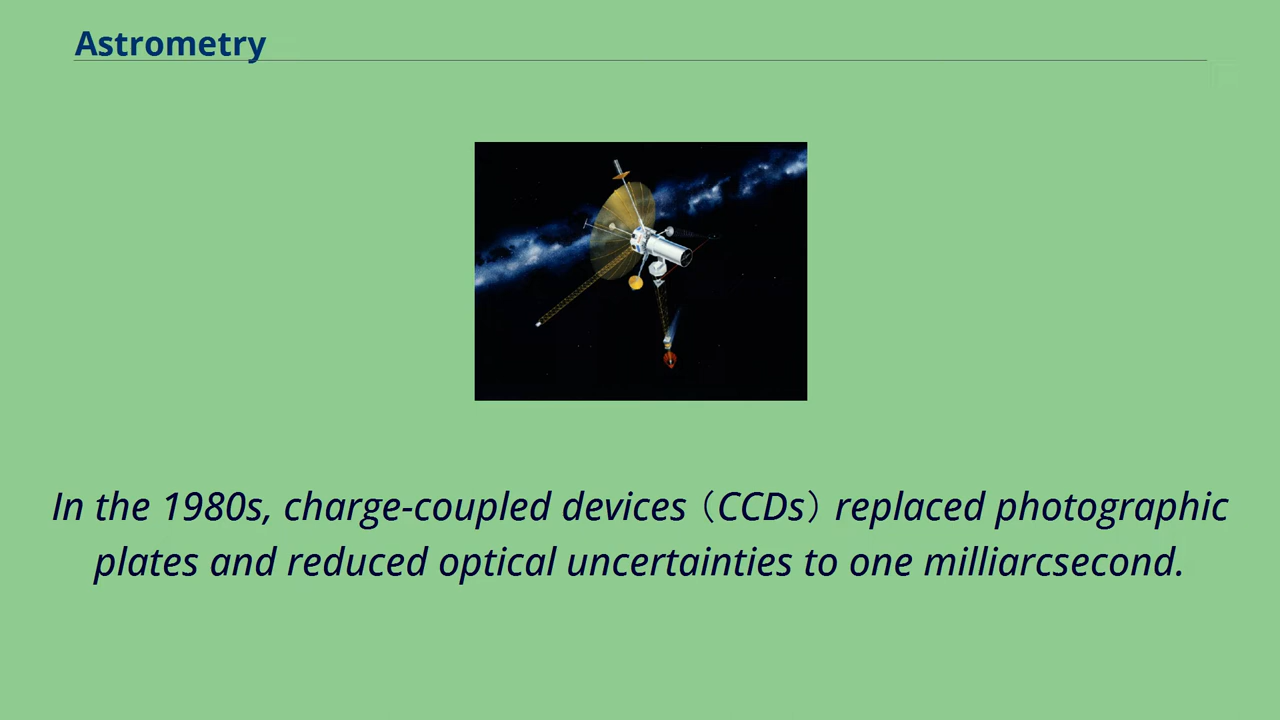 Astrometry
In the 1980s, charge-coupled devices（CCDs）replaced photographic
plates and reduced optical uncertainties to one milliarcsecond.